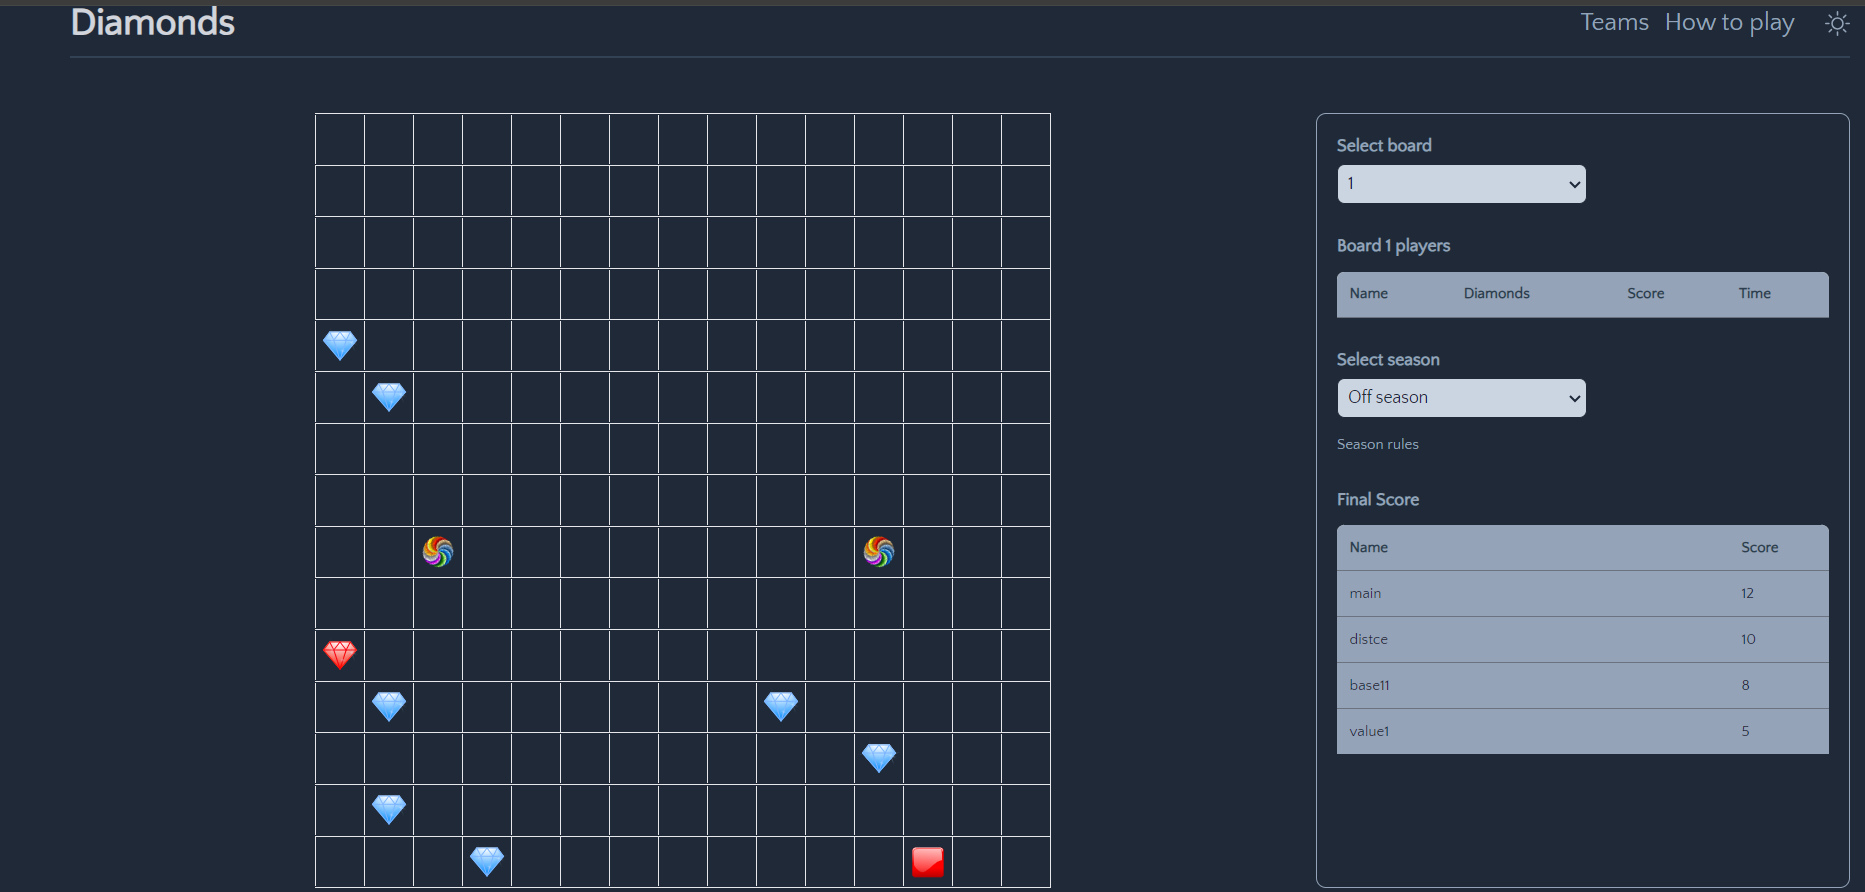 Diamonds
Teams How to play
Select board
1
Board 1 players
Name Diamonds Score Time
Select season
Off season
Season rules
Final Score
Name Score
main 12
distce 10
base11 8
value1 5